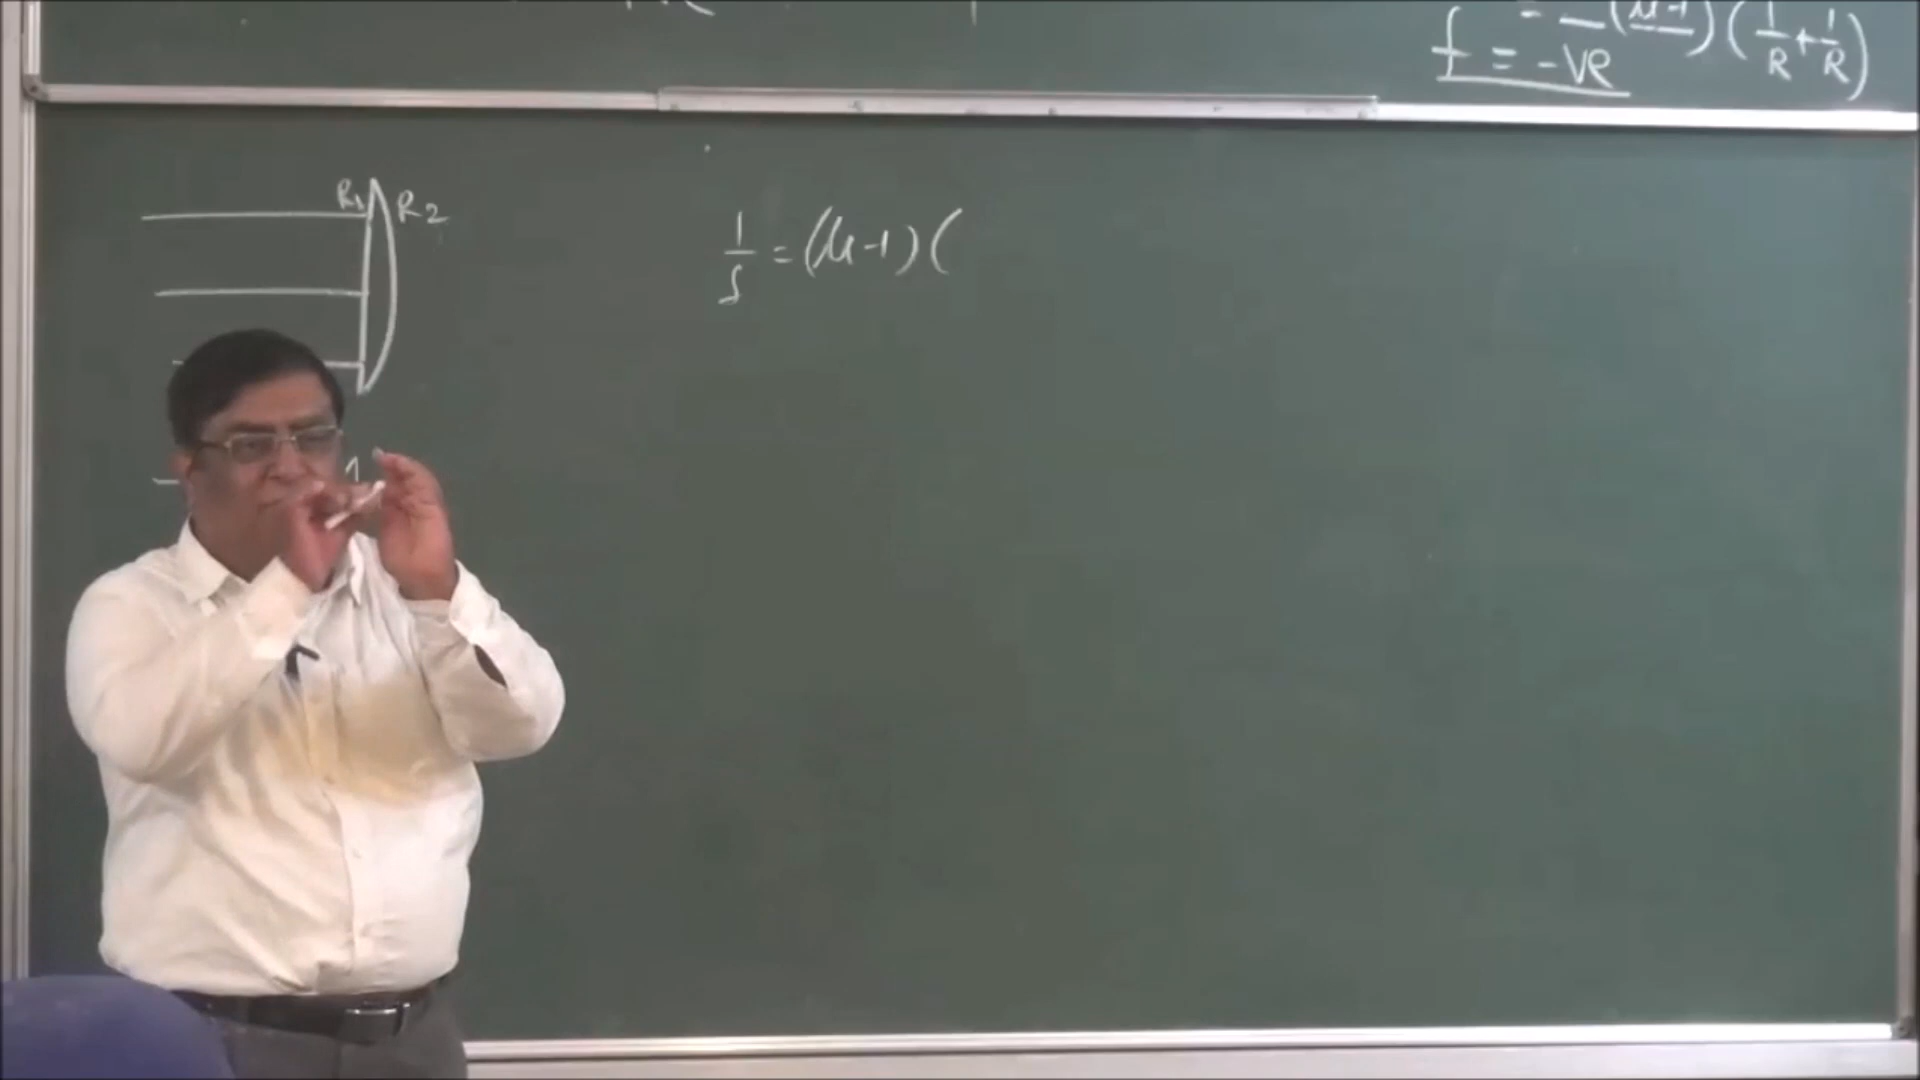 = -(μ-1)(1/R+1/R)
f = -ve
R1 R2
1/f = (μ-1)(